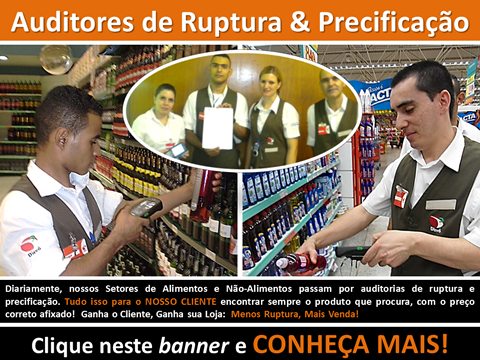 Auditores de Ruptura & Precificação
Diariamente, nossos Setores de Alimentos e Não-Alimentos passam por auditorias de ruptura e
precificação. Tudo isso para o NOSSO CLIENTE encontrar sempre o produto que procura, com o preço
correto afixado! Ganha o Cliente, Ganha sua Loja: Menos Ruptura, Mais Venda!
Clique neste banner e CONHEÇA MAIS!